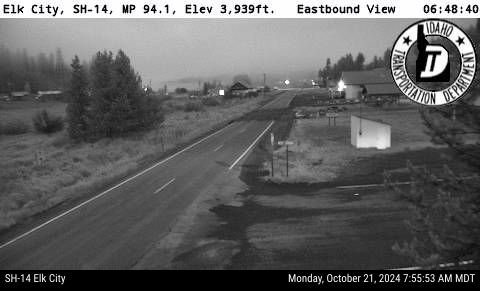 Elk City, SH-14, MP 94.1, Elev 3,939ft. Eastbound View 06:48:40
IDAHO
TRANSPORTATION DEPARTMENT
SH-14 Elk City Monday, October 21, 2024 7:55:53 AM MDT